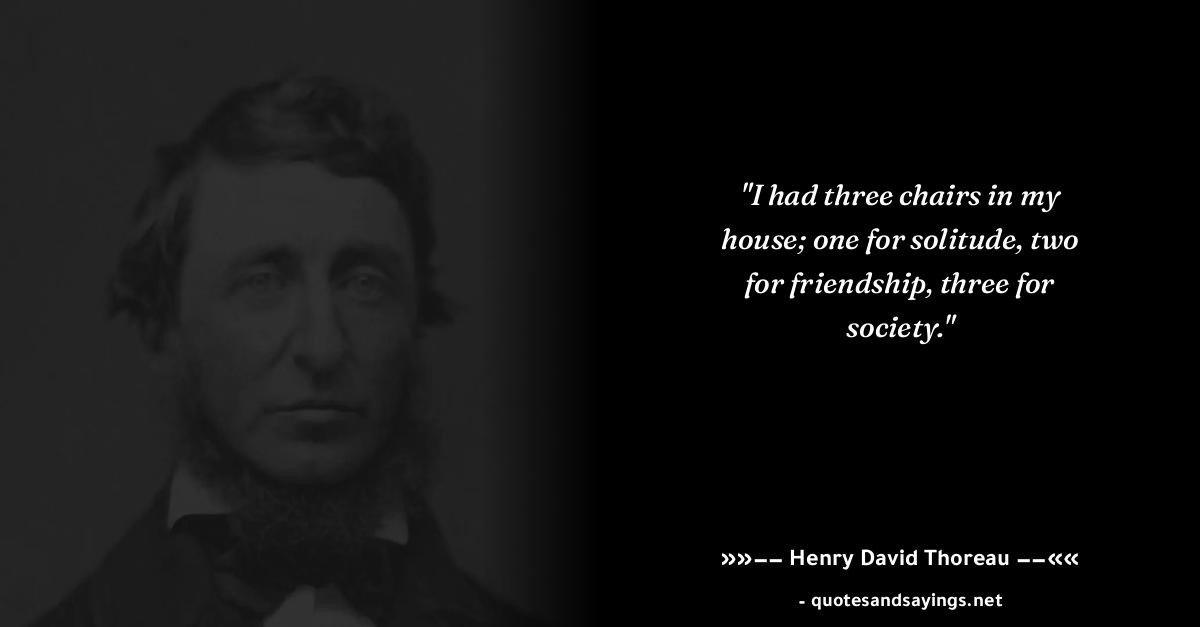 "I had three chairs in my
house; one for solitude, two
for friendship, three for
society."
»»−− Henry David Thoreau −−««
- quotesandsayings.net